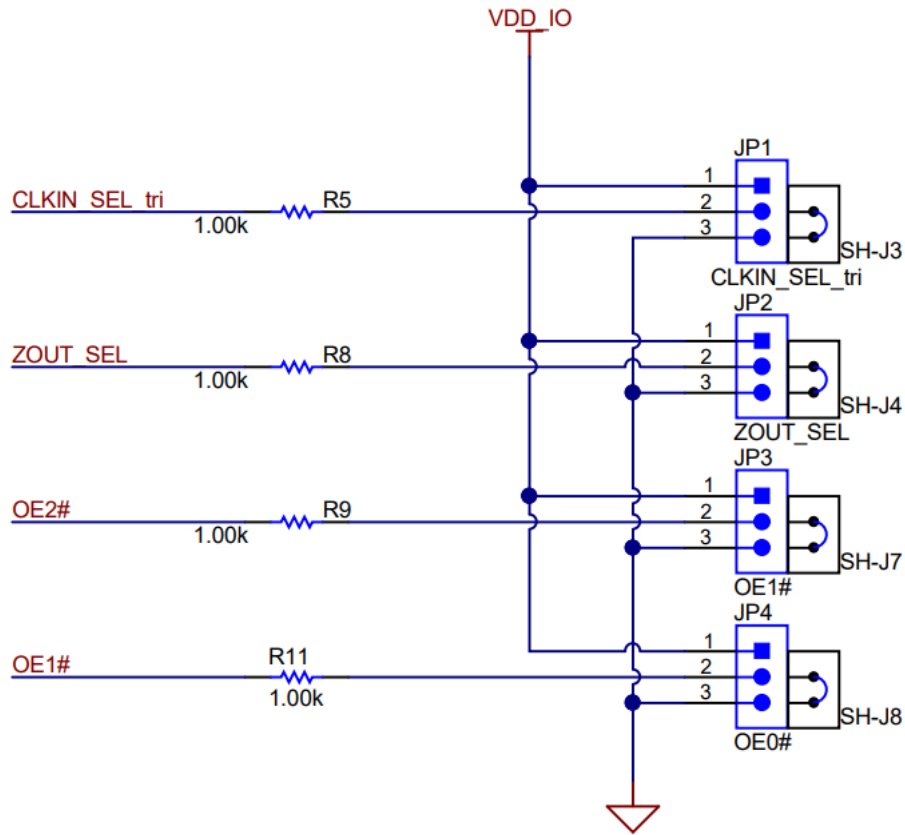 VDD_IO
JP1
1
CLKIN_SEL_tri
R5
2
1.00k
3
SH-J3
CLKIN_SEL_tri
JP2
1
ZOUT_SEL
R8
2
1.00k
3
SH-J4
ZOUT_SEL
JP3
1
OE2#
R9
2
1.00k
3
SH-J7
OE1#
JP4
1
OE1#
R11
2
1.00k
3
SH-J8
OE0#